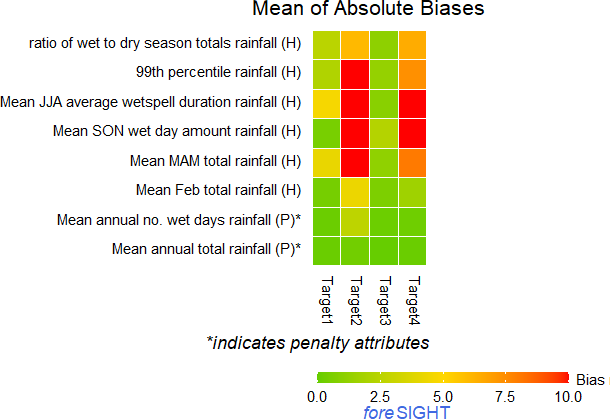 Mean of Absolute Biases
ratio of wet to dry season totals rainfall (H)
99th percentile rainfall (H)
Mean JJA average wetspell duration rainfall (H)
Mean SON wet day amount rainfall (H)
Mean MAM total rainfall (H)
Mean Feb total rainfall (H)
Mean annual no. wet days rainfall (P)*
Mean annual total rainfall (P)*
Target1 Target2 Target3 Target4
*indicates penalty attributes
Bias
0.0 2.5 5.0 7.5 10.0
foreSIGHT